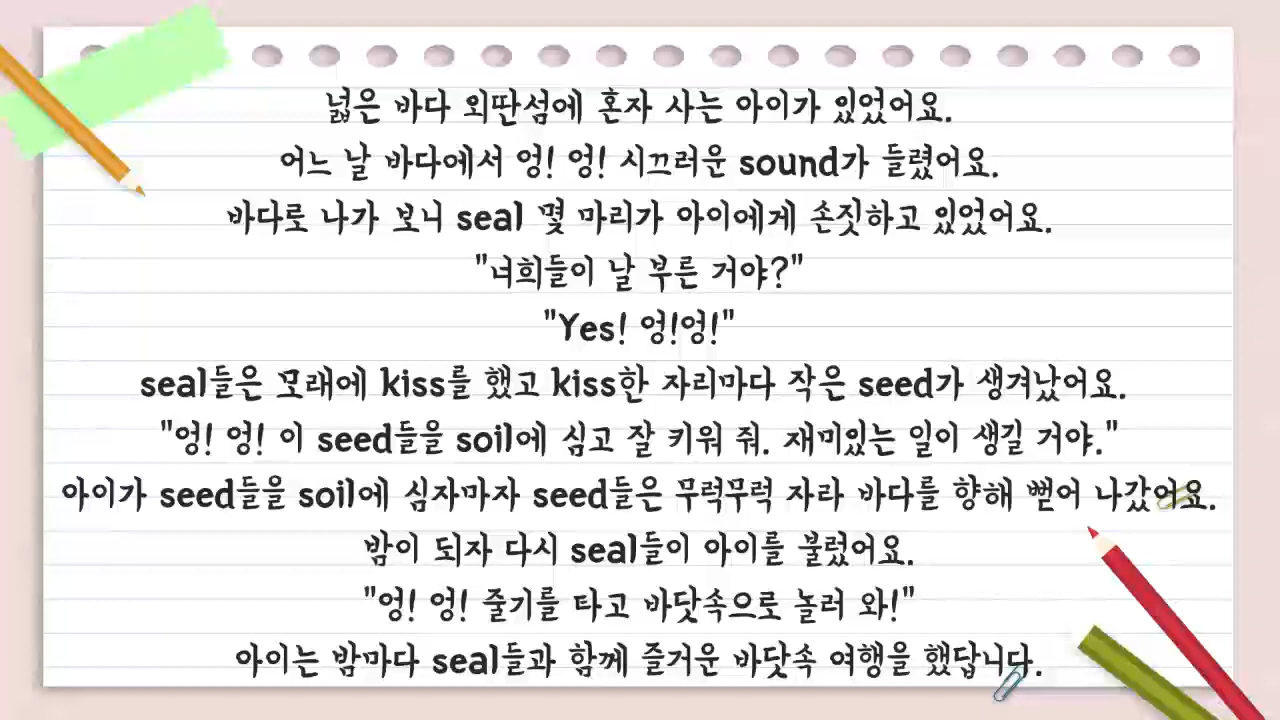 넓은 바다 외딴섬에 혼자 사는 아이가 있었어요.
어느 날 바다에서 엉! 엉! 시끄러운 sound가 들렸어요.
바다로 나가 보니 seal 몇 마리가 아이에게 손짓하고 있었어요.
"너희들이 날 부른 거야?"
"Yes! 엉!엉!"
seal들은 모래에 kiss를 했고 kiss한 자리마다 작은 seed가 생겨났어요.
"엉! 엉! 이 seed들을 soil에 심고 잘 키워 줘. 재미있는 일이 생길 거야."
아이가 seed들을 soil에 심자마자 seed들은 무럭무럭 자라 바다를 향해 뻗어 나갔어요.
밤이 되자 다시 seal들이 아이를 불렀어요.
"엉! 엉! 줄기를 타고 바닷속으로 놀러 와!"
아이는 밤마다 seal들과 함께 즐거운 바닷속 여행을 했답니다.